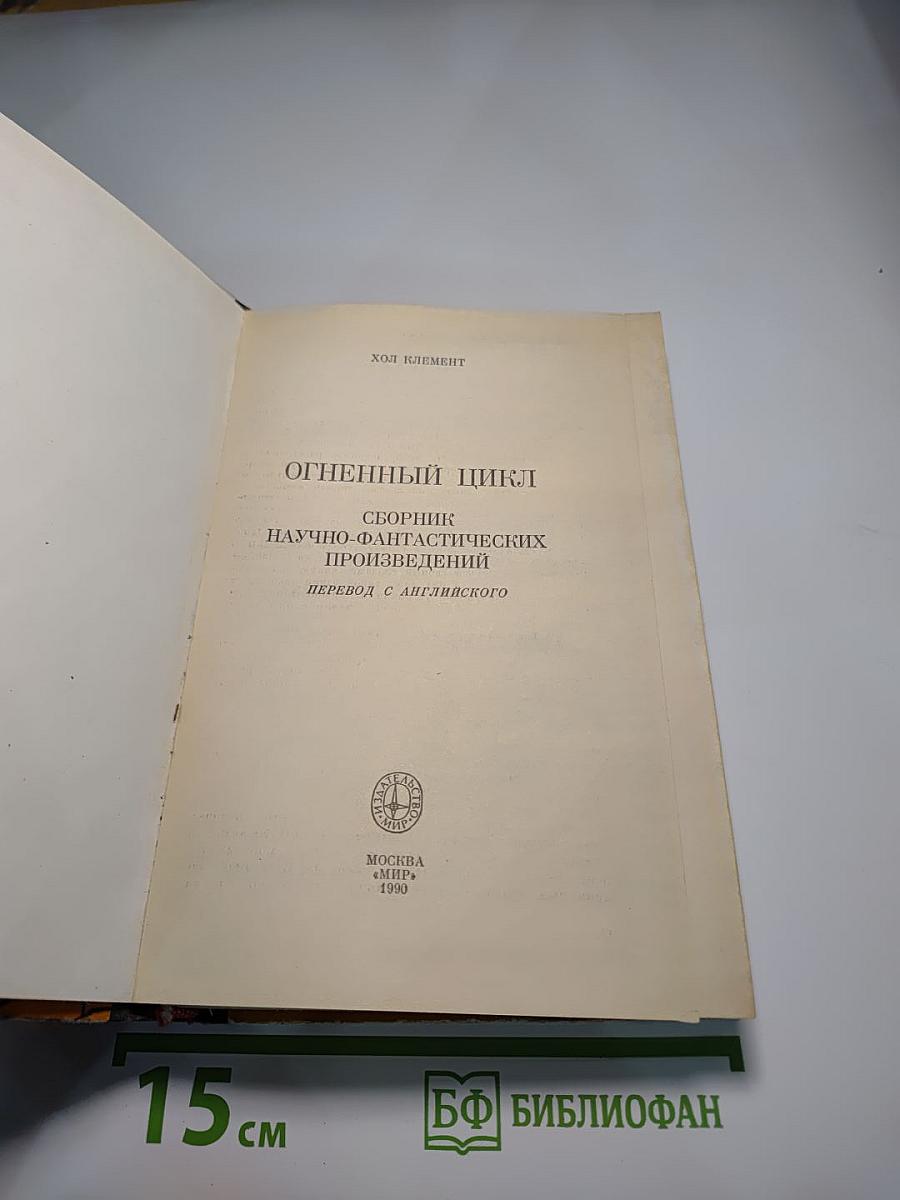 ХОЛ КЛЕМЕНТ
ОГНЕННЫЙ ЦИКЛ
СБОРНИК
НАУЧНО-ФАНТАСТИЧЕСКИХ
ПРОИЗВЕДЕНИЙ
ПЕРЕВОД С АНГЛИЙСКОГО
ИЗДАТЕЛЬСТВО
•МИР•
МОСКВА
«МИР»
1990
15 см
БФ БИБЛИОФАН